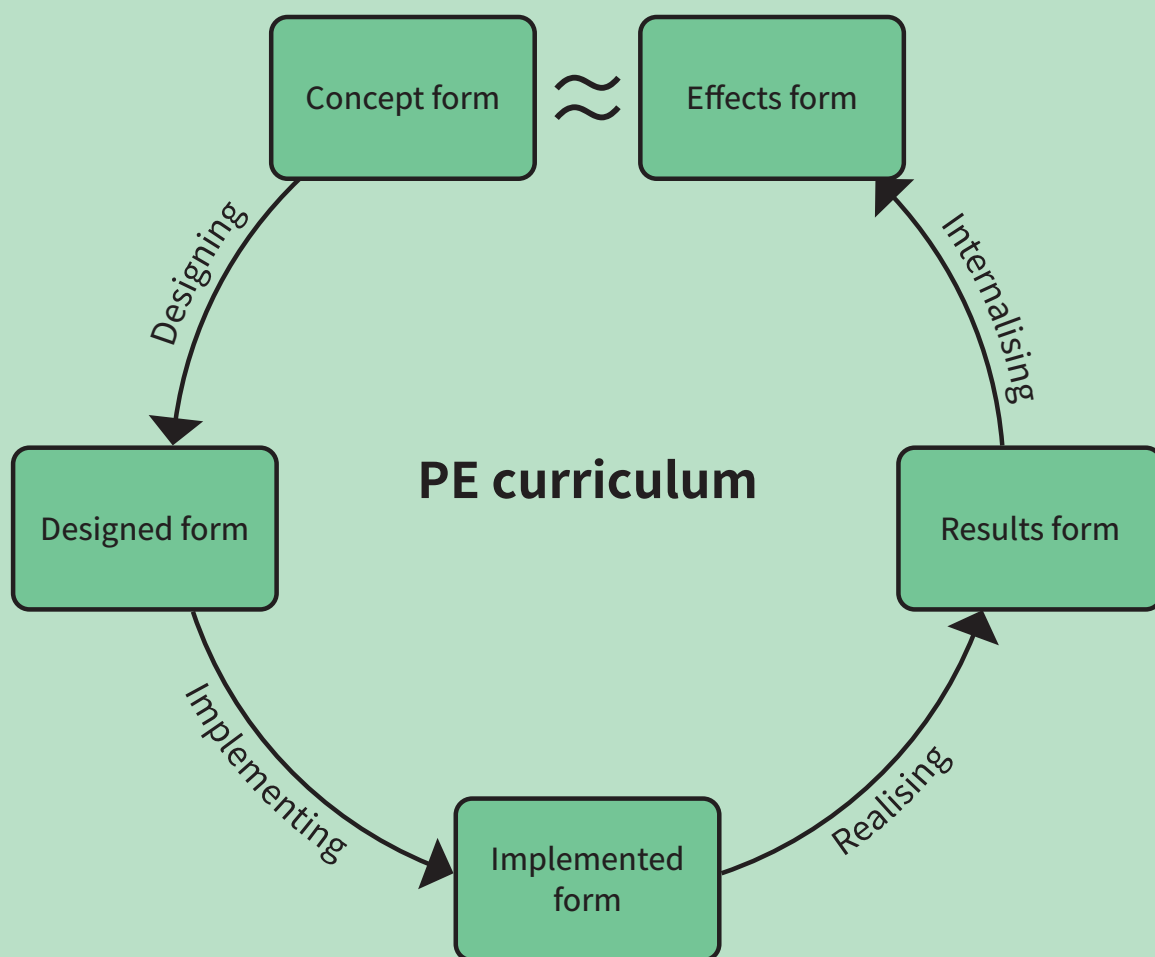 Concept form
≈
Effects form
Designing
Internalising
PE curriculum
Designed form
Results form
Implementing
Realising
Implemented
form